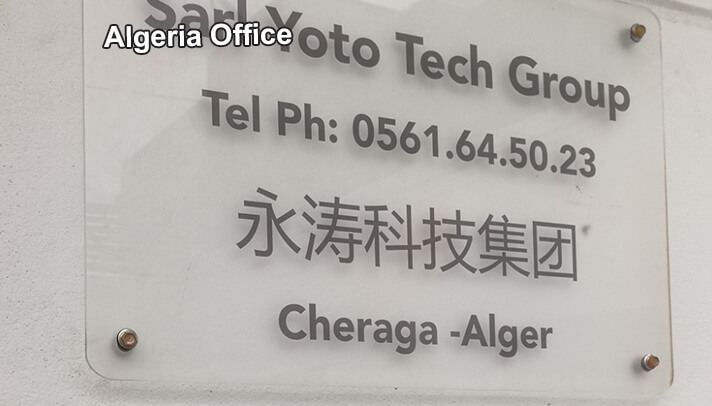 Algeria Office
Sarl Yoto Tech Group
Tel Ph: 0561.64.50.23
永涛科技集团
Cheraga -Alger